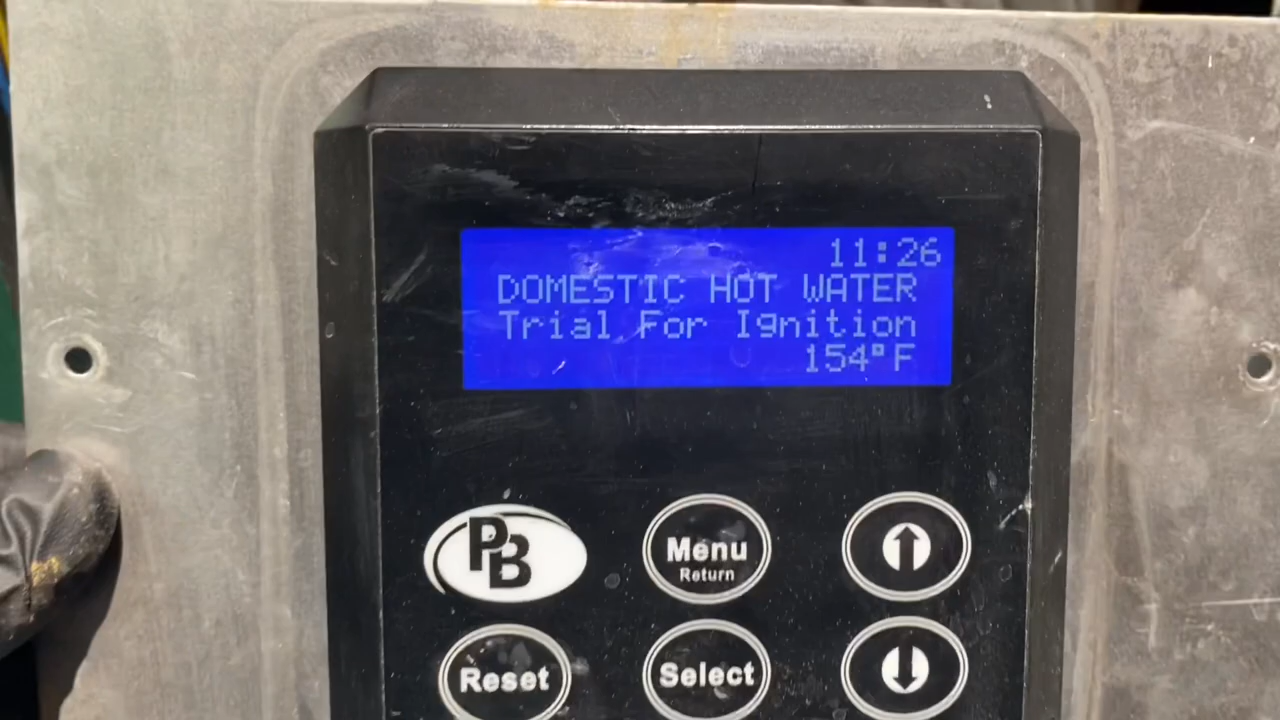 11:26
DOMESTIC HOT WATER
Trial For Ignition
154°F
PB
Menu
Return
Reset
Select